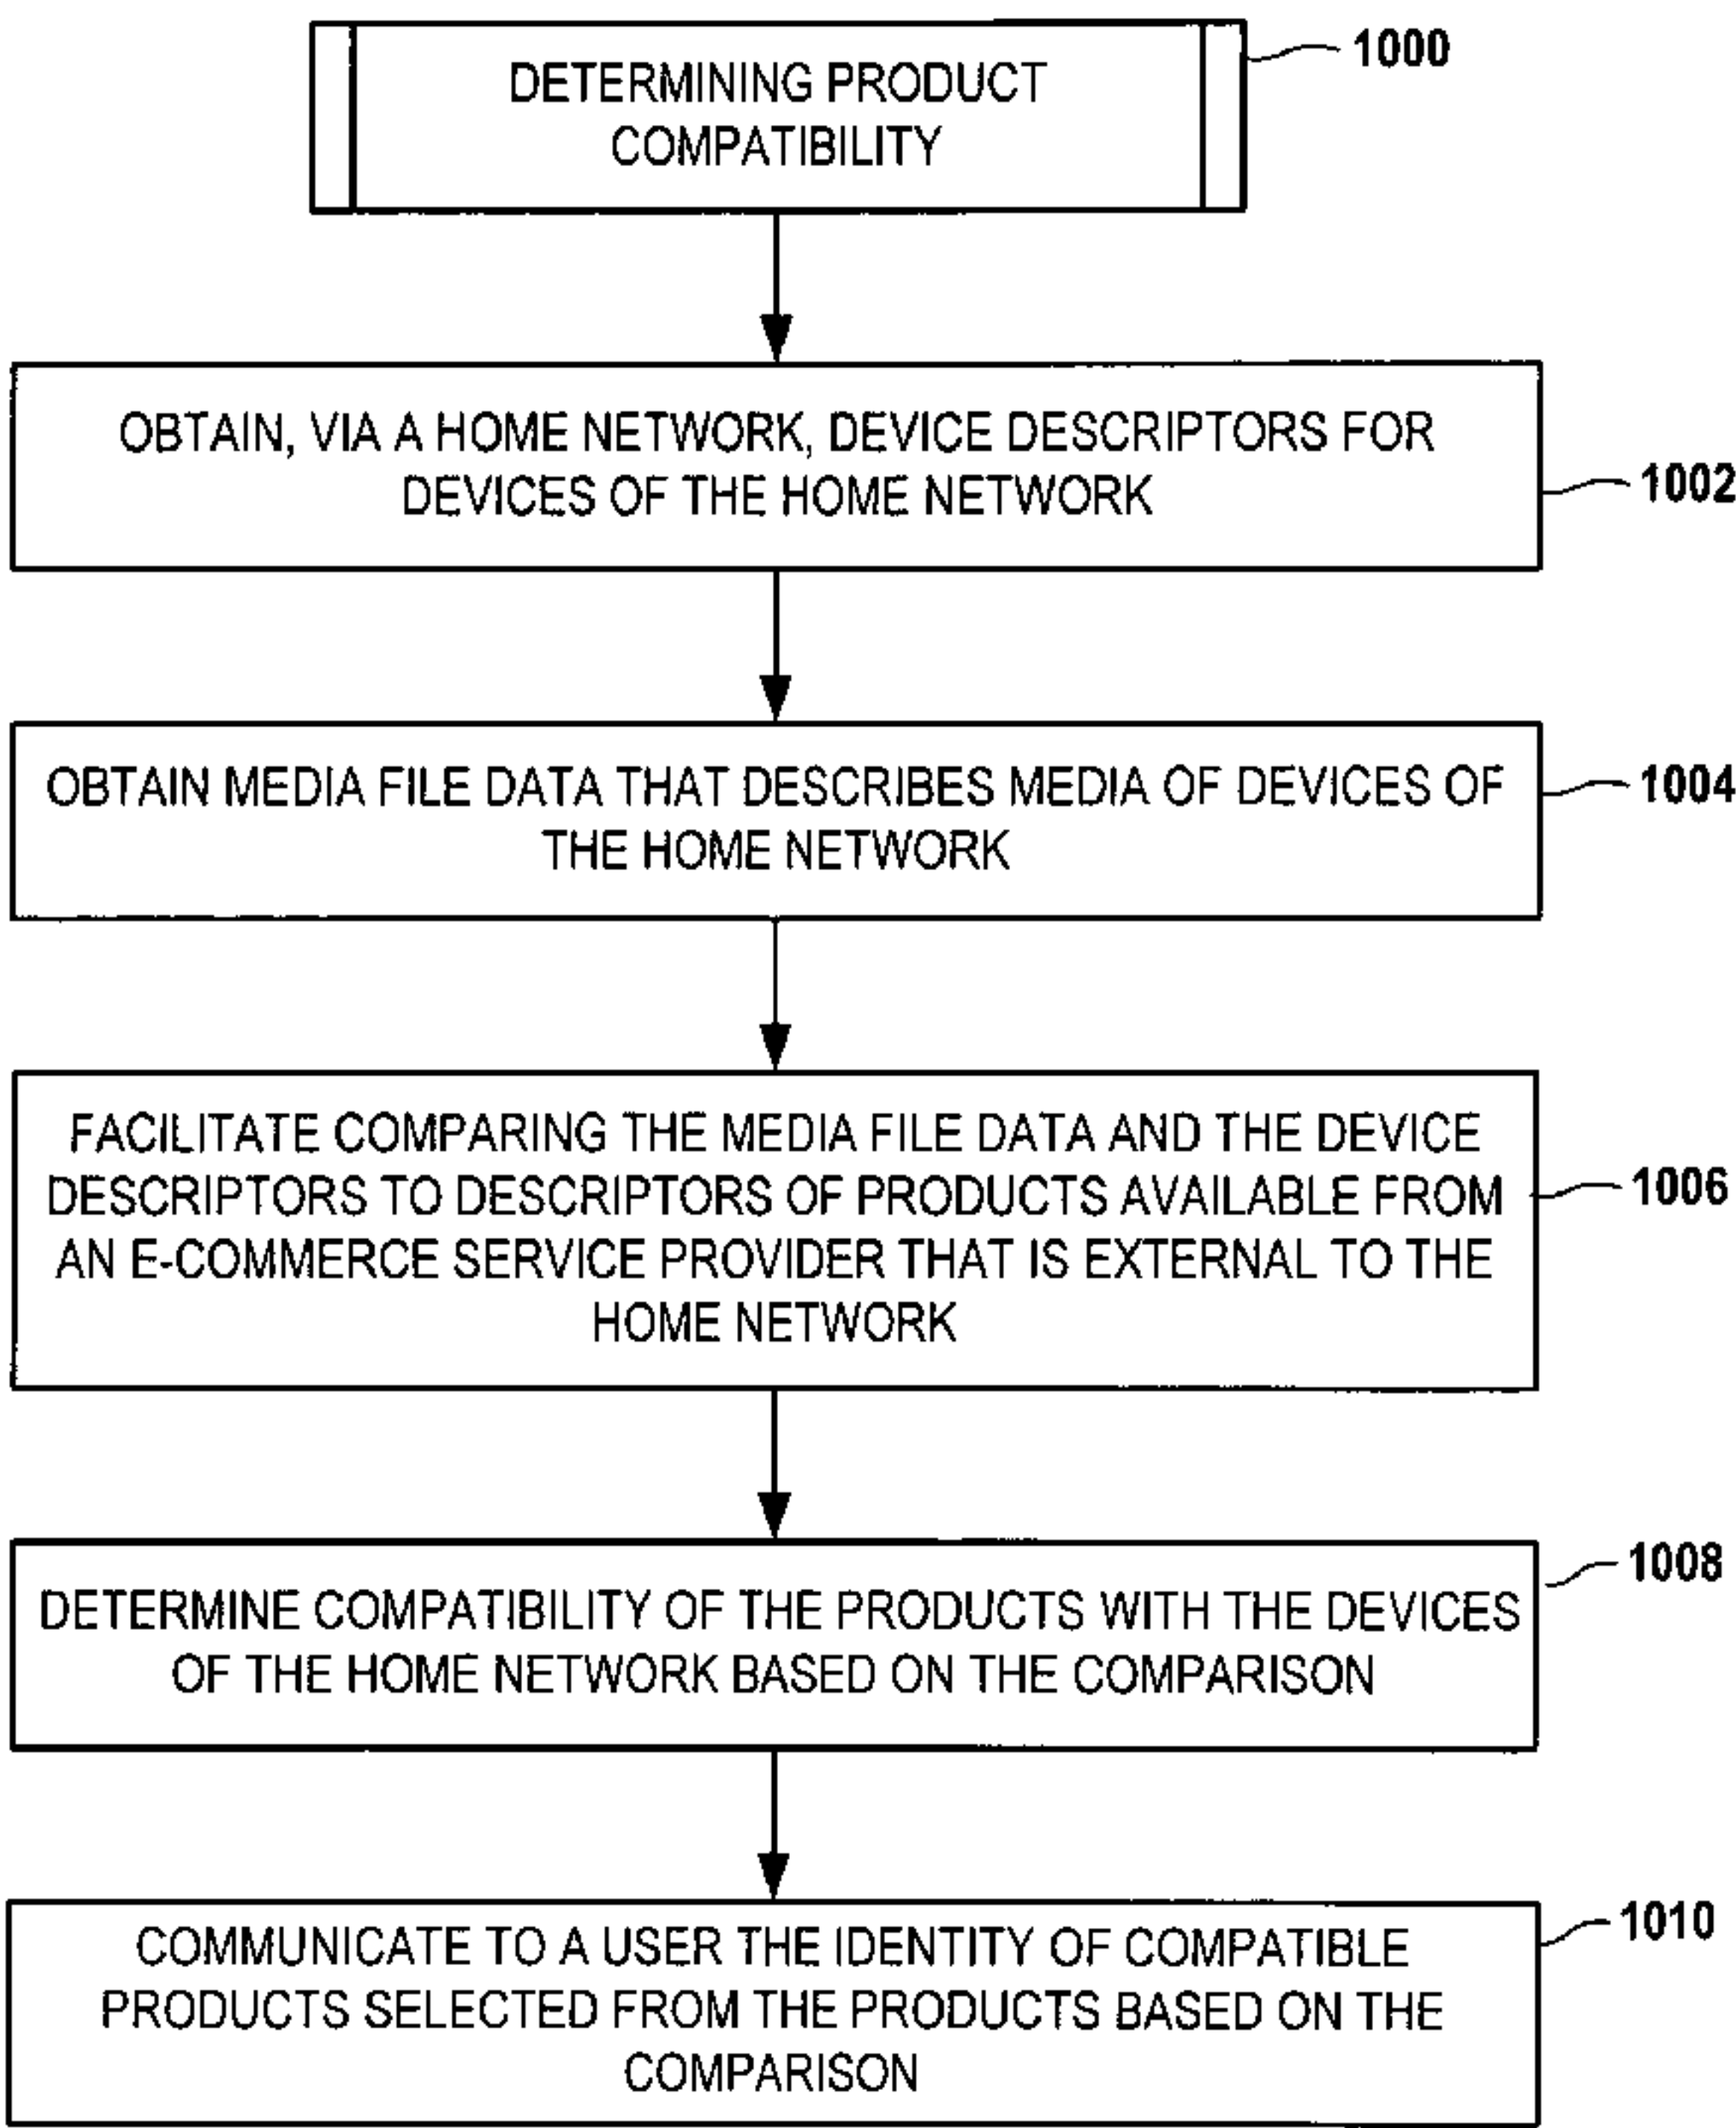 DETERMINING PRODUCT
COMPATIBILITY
1000
OBTAIN, VIA A HOME NETWORK, DEVICE DESCRIPTORS FOR
DEVICES OF THE HOME NETWORK
1002
OBTAIN MEDIA FILE DATA THAT DESCRIBES MEDIA OF DEVICES OF
THE HOME NETWORK
1004
FACILITATE COMPARING THE MEDIA FILE DATA AND THE DEVICE
DESCRIPTORS TO DESCRIPTORS OF PRODUCTS AVAILABLE FROM
AN E-COMMERCE SERVICE PROVIDER THAT IS EXTERNAL TO THE
HOME NETWORK
1006
DETERMINE COMPATIBILITY OF THE PRODUCTS WITH THE DEVICES
OF THE HOME NETWORK BASED ON THE COMPARISON
1008
COMMUNICATE TO A USER THE IDENTITY OF COMPATIBLE
PRODUCTS SELECTED FROM THE PRODUCTS BASED ON THE
COMPARISON
1010